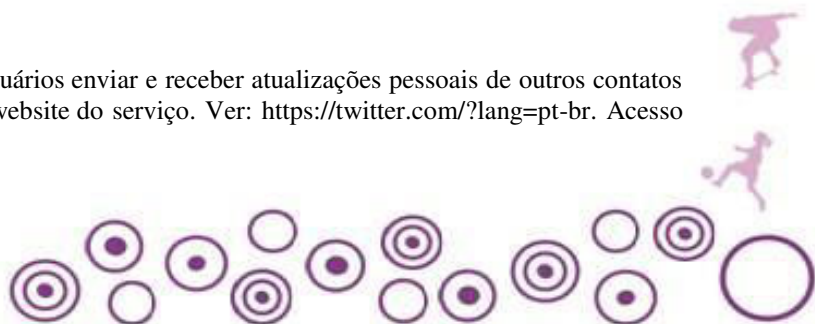 uários enviar e receber atualizações pessoais de outros contatos
website do serviço. Ver: https://twitter.com/?lang=pt-br. Acesso